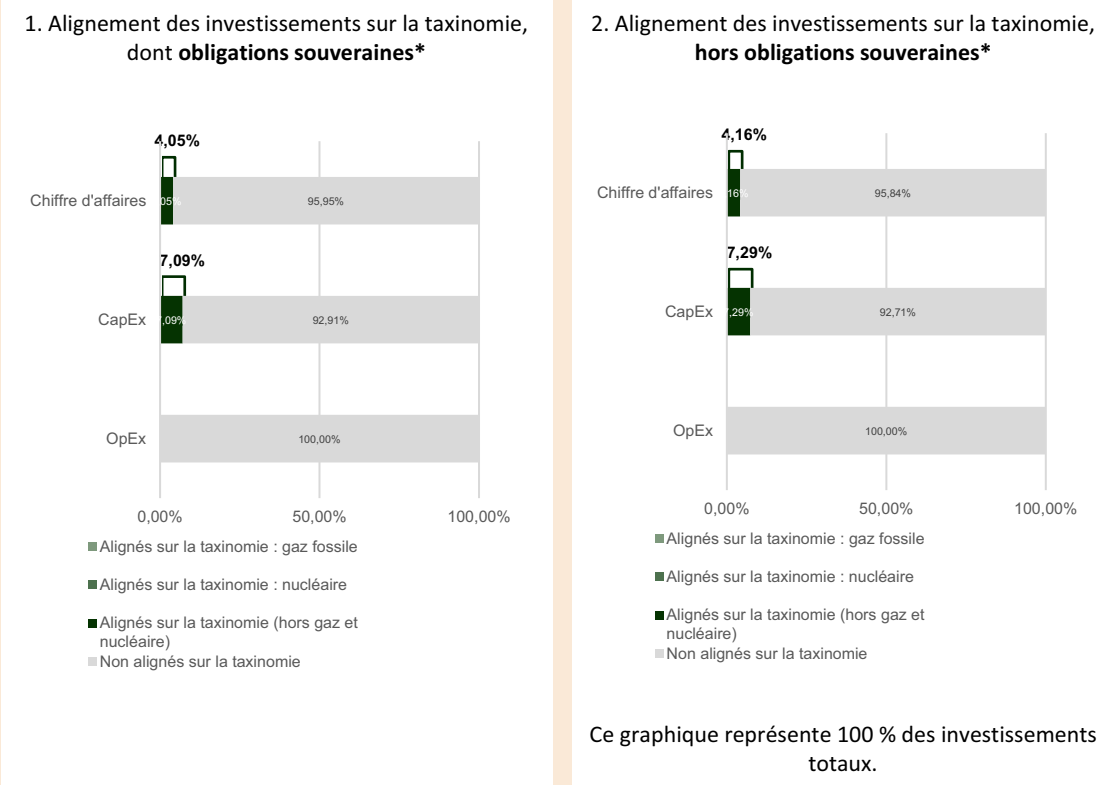 1. Alignement des investissements sur la taxinomie,
dont obligations souveraines*
4,05%
Chiffre d'affaires
05%
95,95%
7,09%
CapEx
,09%
92,91%
OpEx
100,00%
0,00%
50,00%
100,00%
Alignés sur la taxinomie : gaz fossile
Alignés sur la taxinomie : nucléaire
Alignés sur la taxinomie (hors gaz et
nucléaire)
Non alignés sur la taxinomie
2. Alignement des investissements sur la taxinomie,
hors obligations souveraines*
4,16%
Chiffre d'affaires
16%
95,84%
7,29%
CapEx
,29%
92,71%
OpEx
100,00%
0,00%
50,00%
100,00%
Alignés sur la taxinomie : gaz fossile
Alignés sur la taxinomie : nucléaire
Alignés sur la taxinomie (hors gaz et
nucléaire)
Non alignés sur la taxinomie
Ce graphique représente 100 % des investissements
totaux.